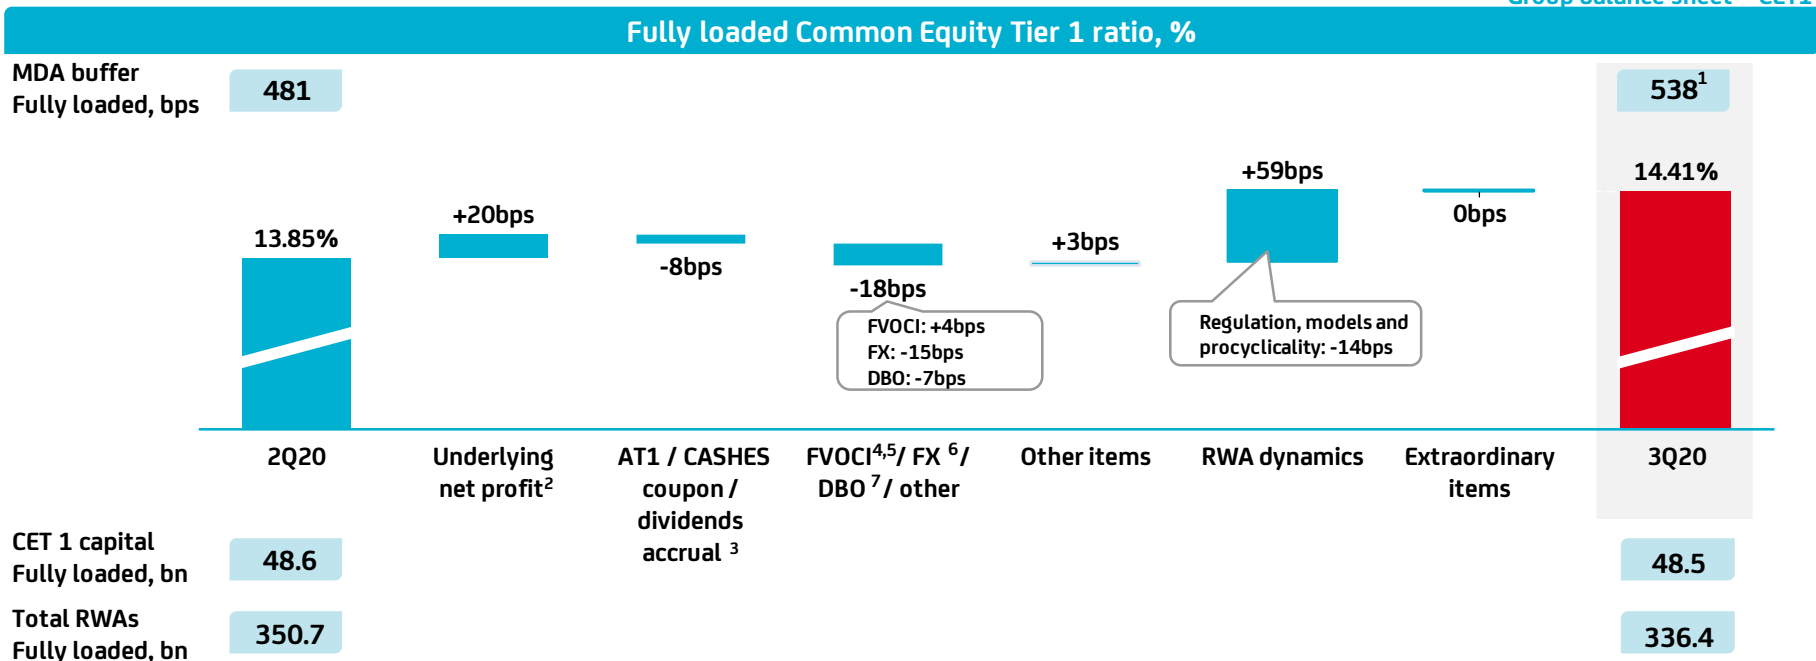 Group balance sheet – CET1
Fully loaded Common Equity Tier 1 ratio, %
MDA buffer
Fully loaded, bps
481
538¹
13.85%
+20bps
-8bps
-18bps
FVOCI: +4bps
FX: -15bps
DBO: -7bps
+3bps
+59bps
Regulation, models and
procyclicality: -14bps
0bps
14.41%
2Q20
Underlying
net profit²
AT1 / CASHES
coupon /
dividends
accrual ³
FVOCI⁴,⁵/ FX ⁶/
DBO ⁷/ other
Other items
RWA dynamics
Extraordinary
items
3Q20
CET 1 capital
Fully loaded, bn
48.6
48.5
Total RWAs
Fully loaded, bn
350.7
336.4